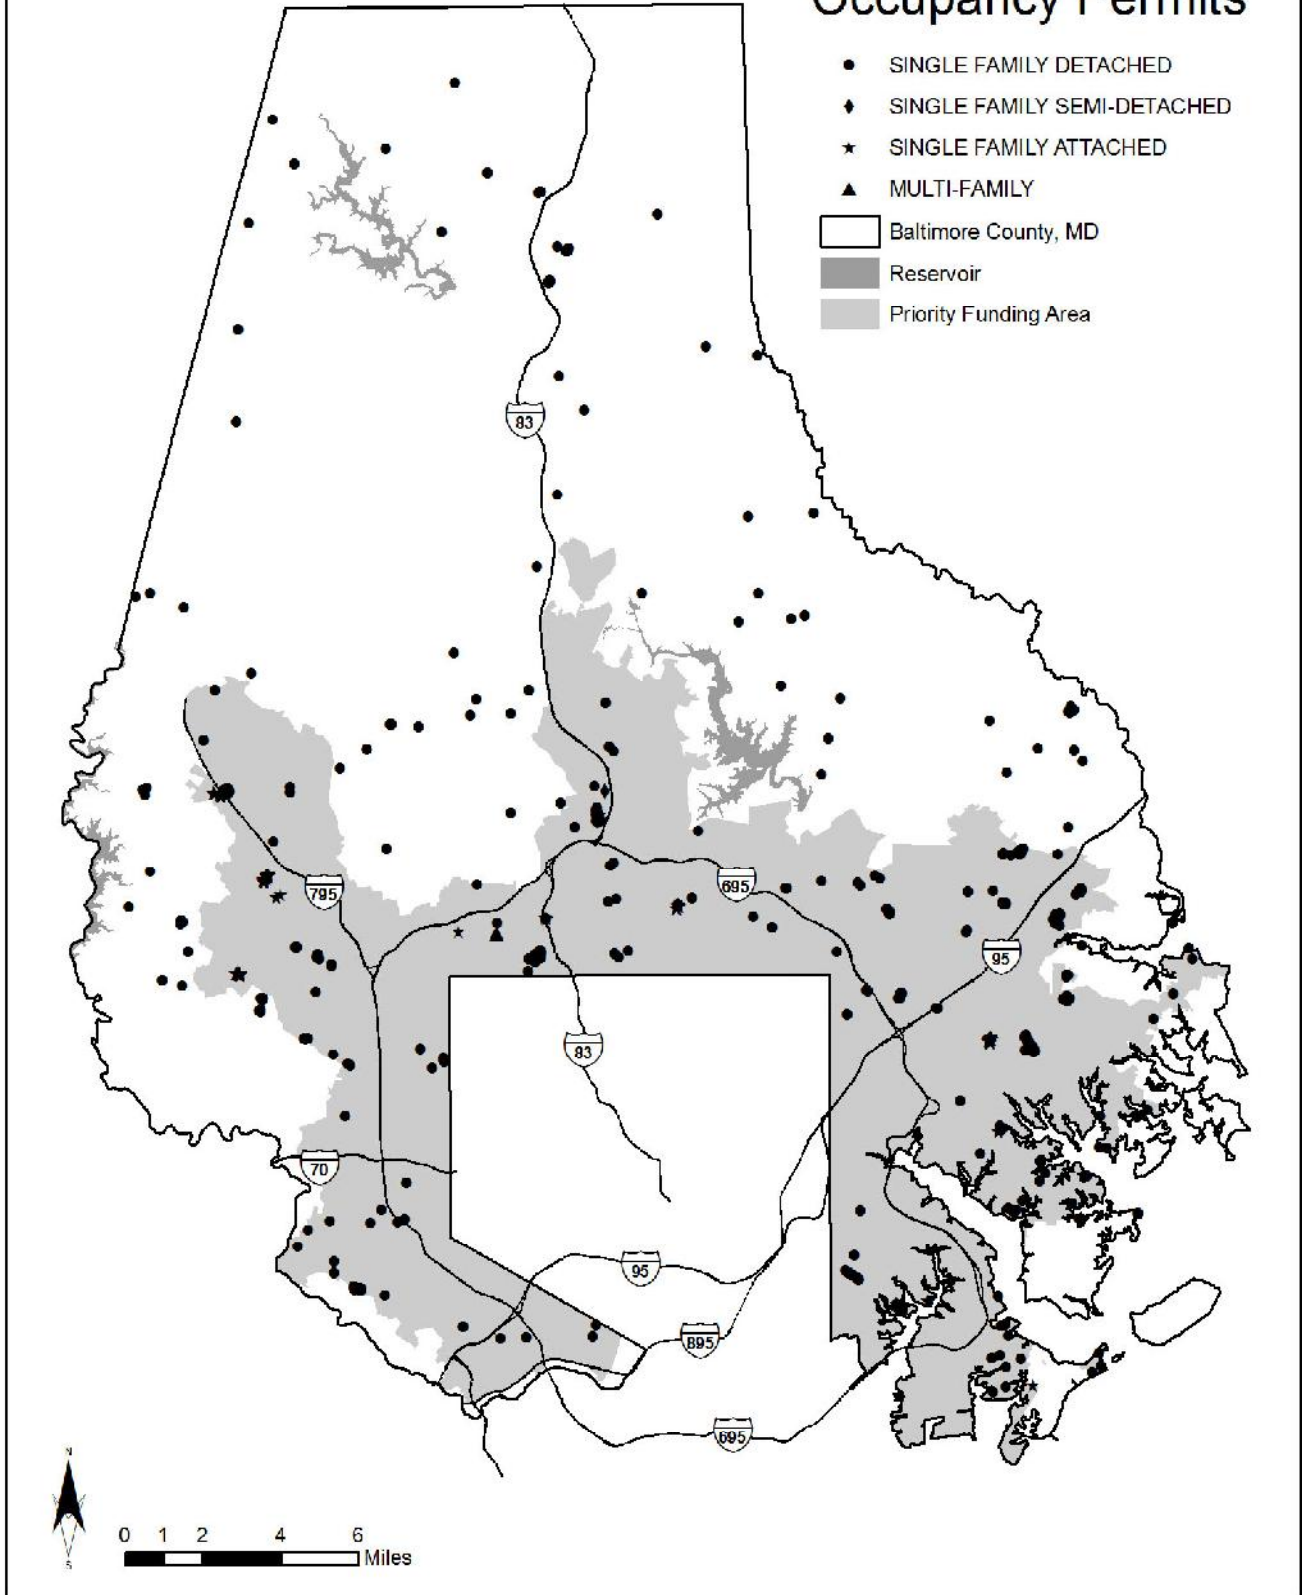 Occupancy Permits
SINGLE FAMILY DETACHED
SINGLE FAMILY SEMI-DETACHED
SINGLE FAMILY ATTACHED
MULTI-FAMILY
Baltimore County, MD
Reservoir
Priority Funding Area
83
795
695
95
83
70
95
895
695
N
S
0 1 2 4 6
Miles